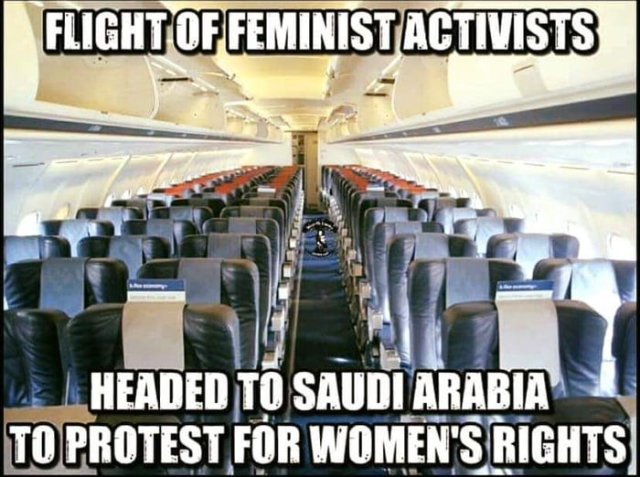 FLIGHT OF FEMINIST ACTIVISTS
HEADED TO SAUDI ARABIA
TO PROTEST FOR WOMEN'S RIGHTS